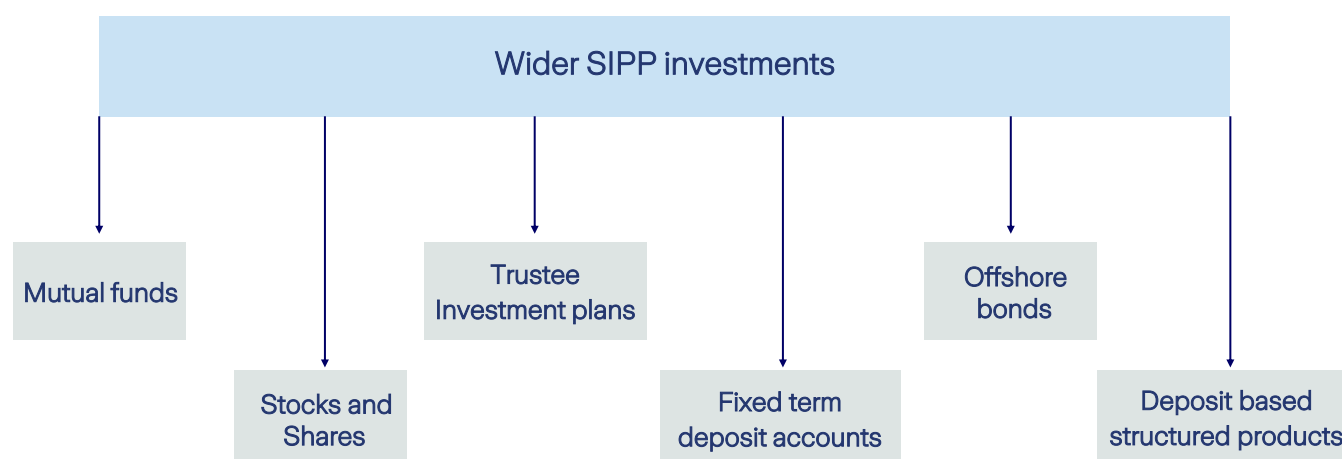 Wider SIPP investments
Mutual funds
Stocks and
Shares
Trustee
Investment plans
Fixed term
deposit accounts
Offshore
bonds
Deposit based
structured products